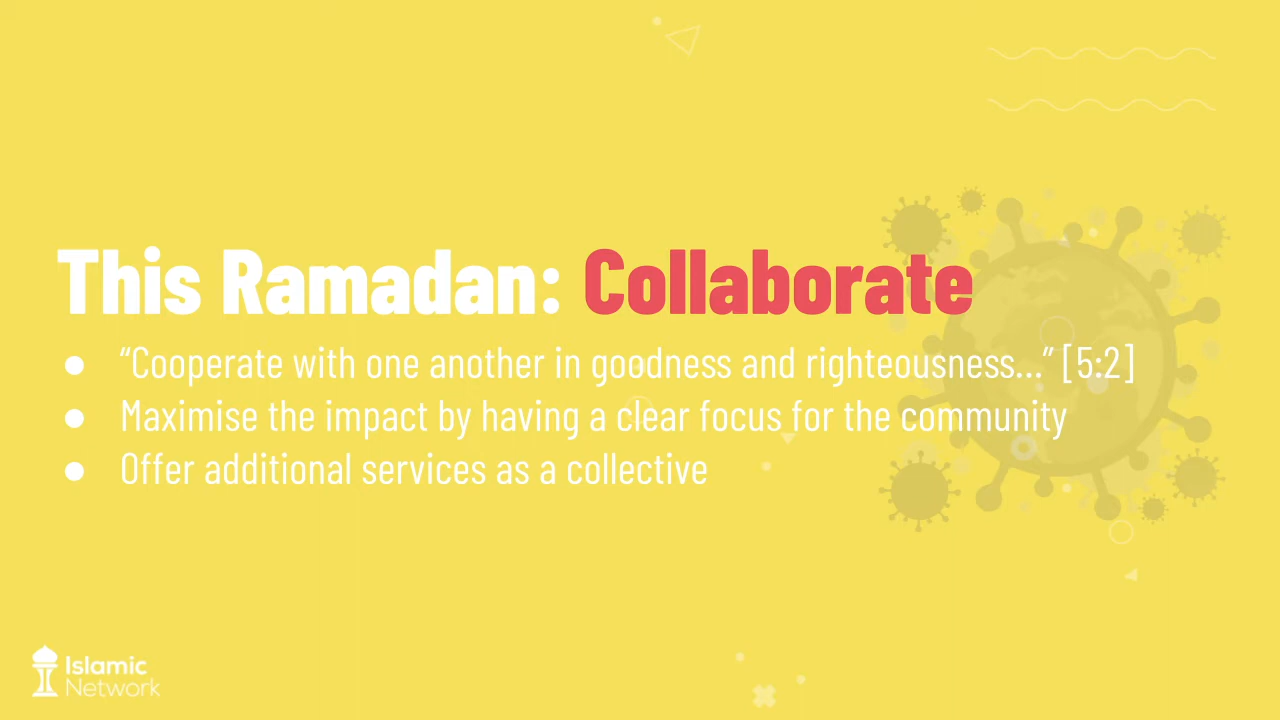 This Ramadan: Collaborate
● “Cooperate with one another in goodness and righteousness...” [5:2]
● Maximise the impact by having a clear focus for the community
● Offer additional services as a collective
Islamic
Network